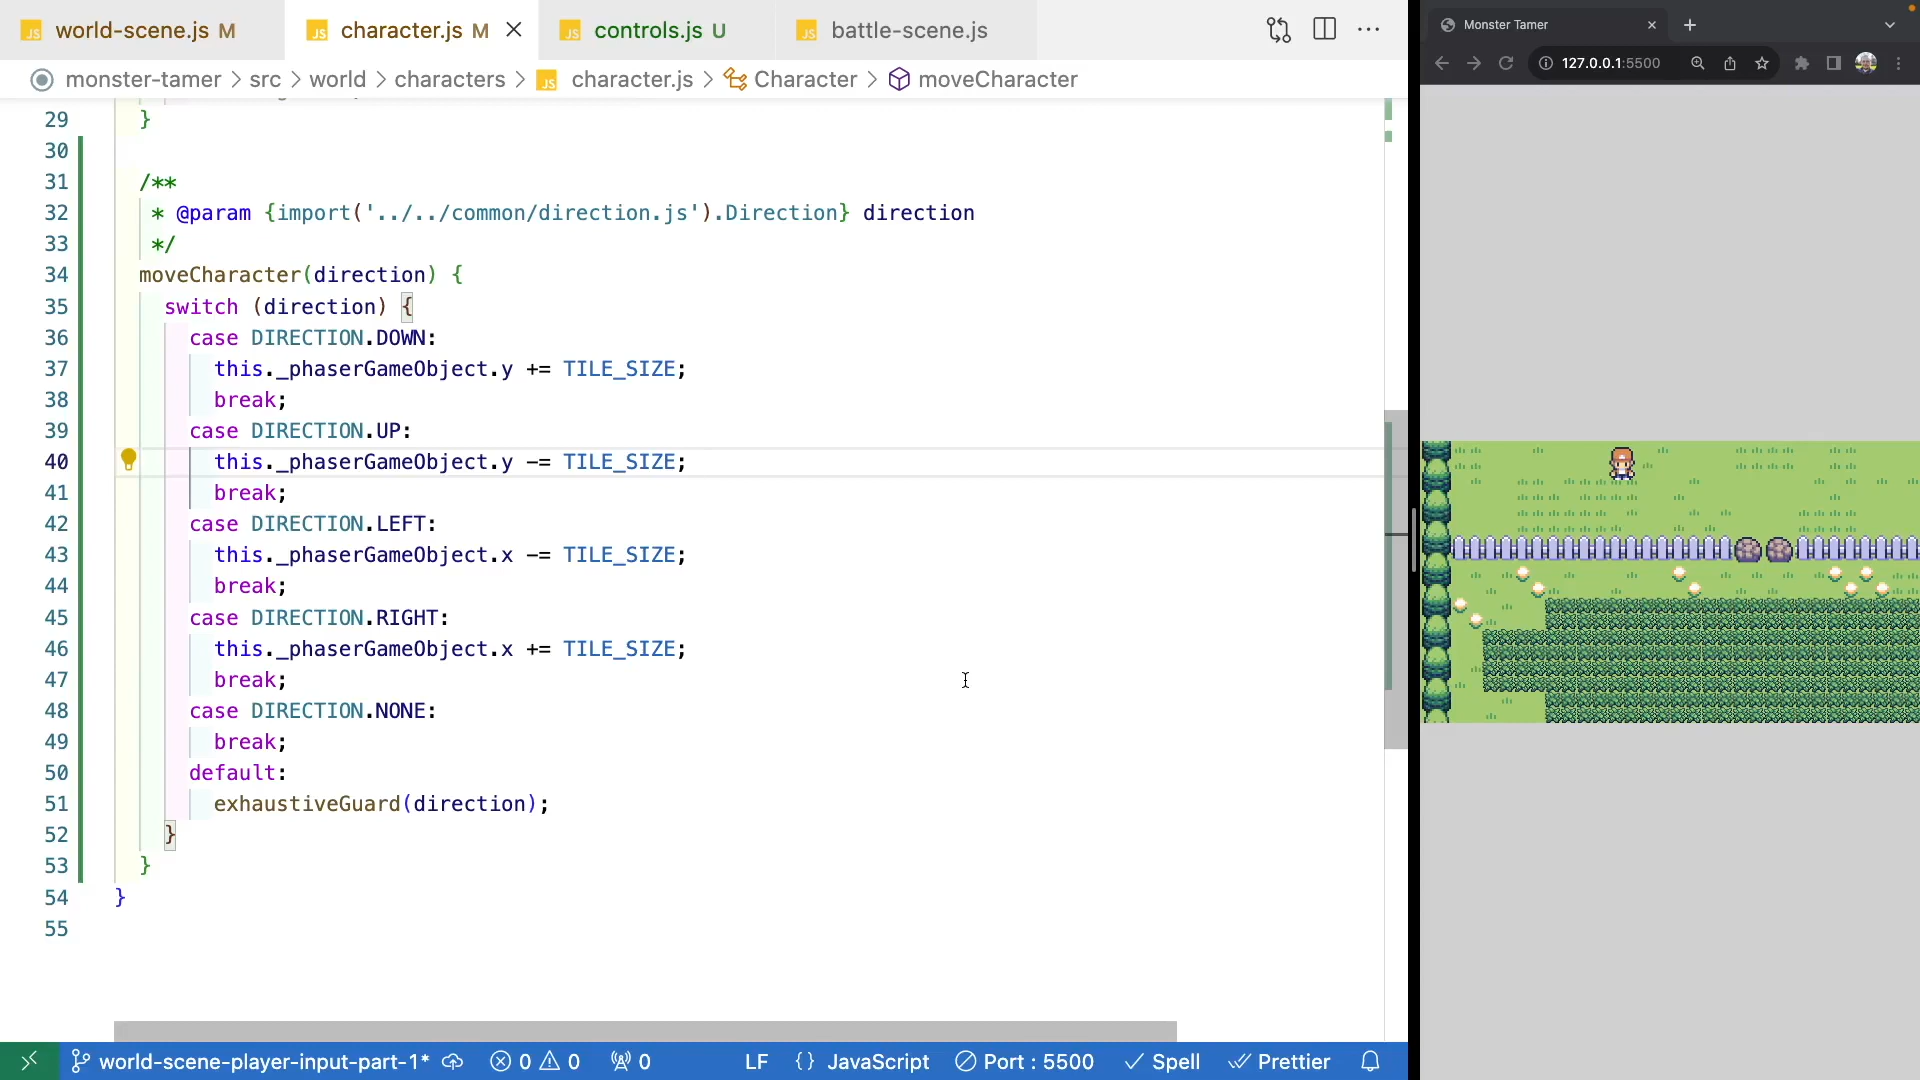 JS world-scene.js M
JS character.js M
JS controls.js U
JS battle-scene.js
monster-tamer > src > world > characters > JS character.js > Character > moveCharacter
29 }
30
31 /**
32 * @param {import('../../common/direction.js').Direction} direction
33 */
34 moveCharacter(direction) {
35 switch (direction) {
36 case DIRECTION.DOWN:
37 this._phaserGameObject.y += TILE_SIZE;
38 break;
39 case DIRECTION.UP:
40 this._phaserGameObject.y -= TILE_SIZE;
41 break;
42 case DIRECTION.LEFT:
43 this._phaserGameObject.x -= TILE_SIZE;
44 break;
45 case DIRECTION.RIGHT:
46 this._phaserGameObject.x += TILE_SIZE;
47 break;
48 case DIRECTION.NONE:
49 break;
50 default:
51 exhaustiveGuard(direction);
52 }
53 }
54 }
55
world-scene-player-input-part-1* 0 0 0 LF {} JavaScript Port : 5500 Spell Prettier
Monster Tamer
127.0.0.1:5500